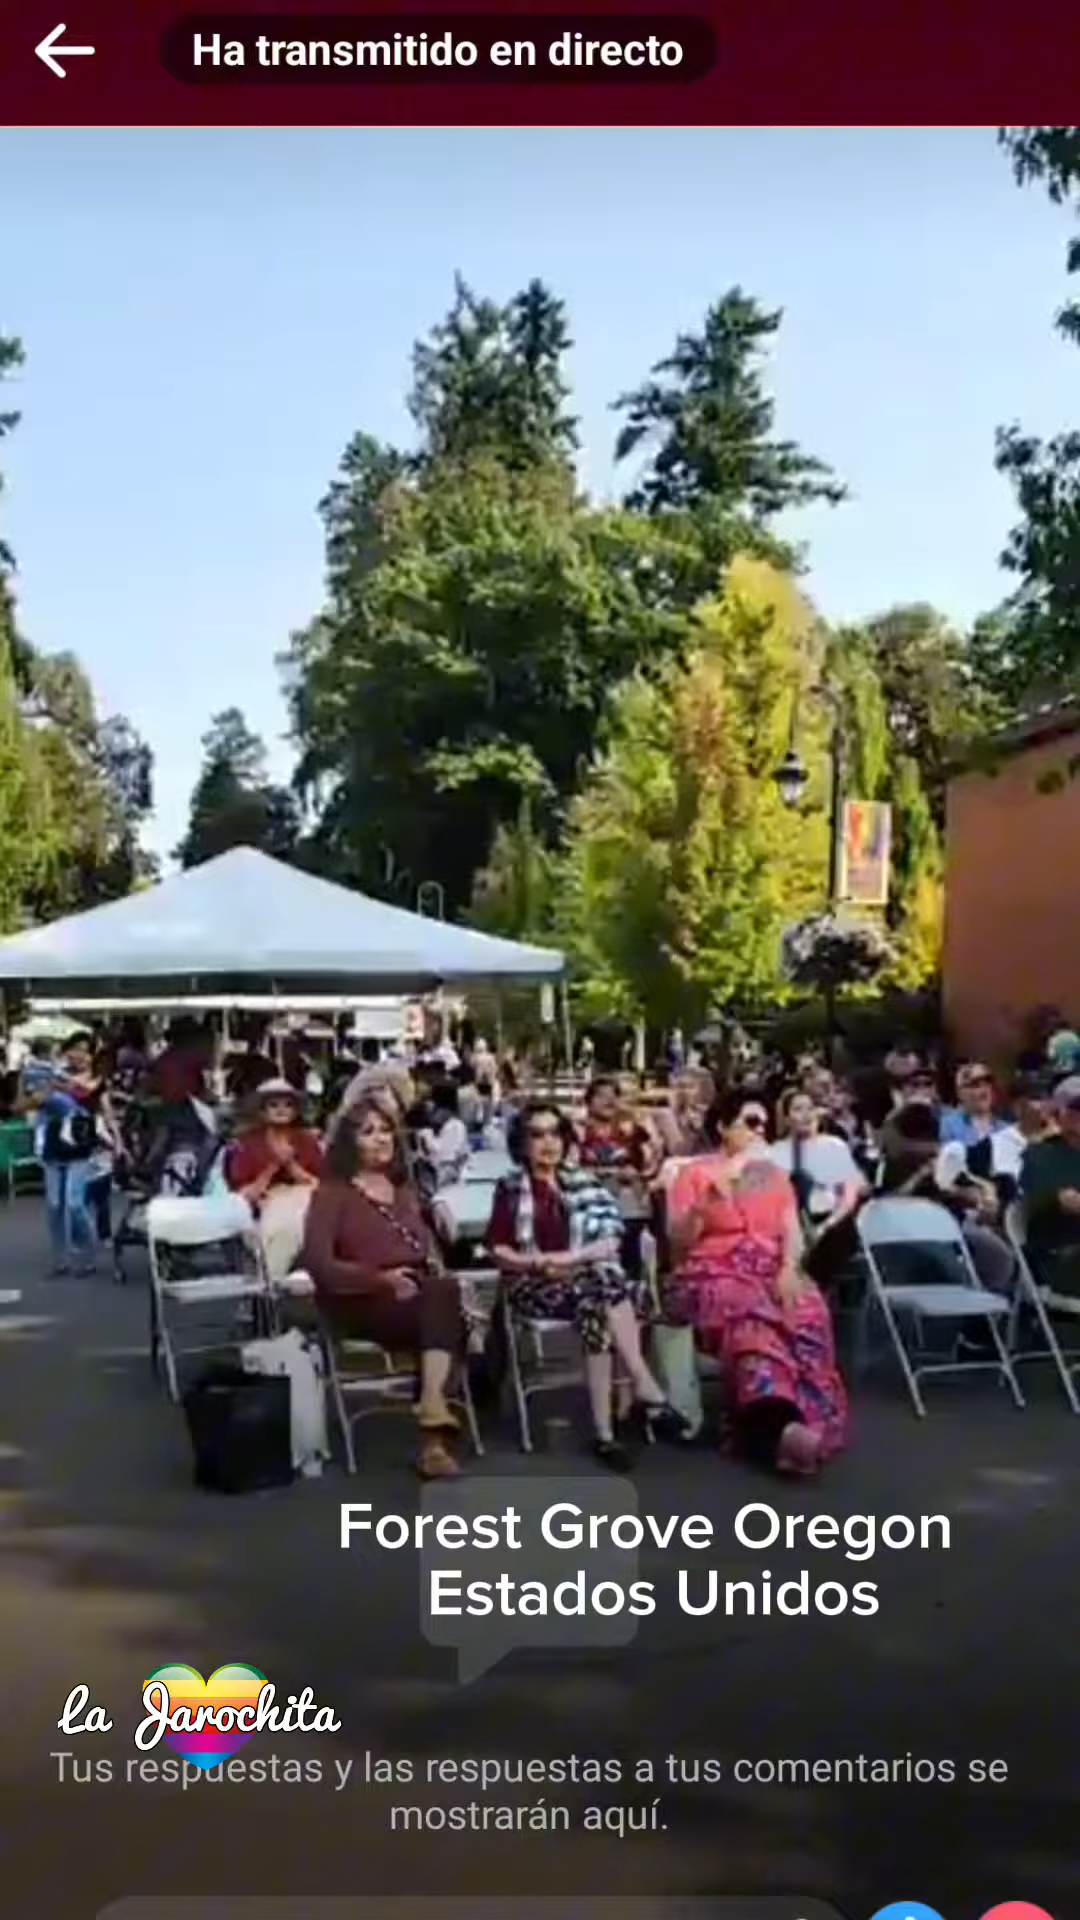 Ha transmitido en directo
Forest Grove Oregon
Estados Unidos
La Jarochita
Tus respuestas y las respuestas a tus comentarios se
mostrarán aquí.